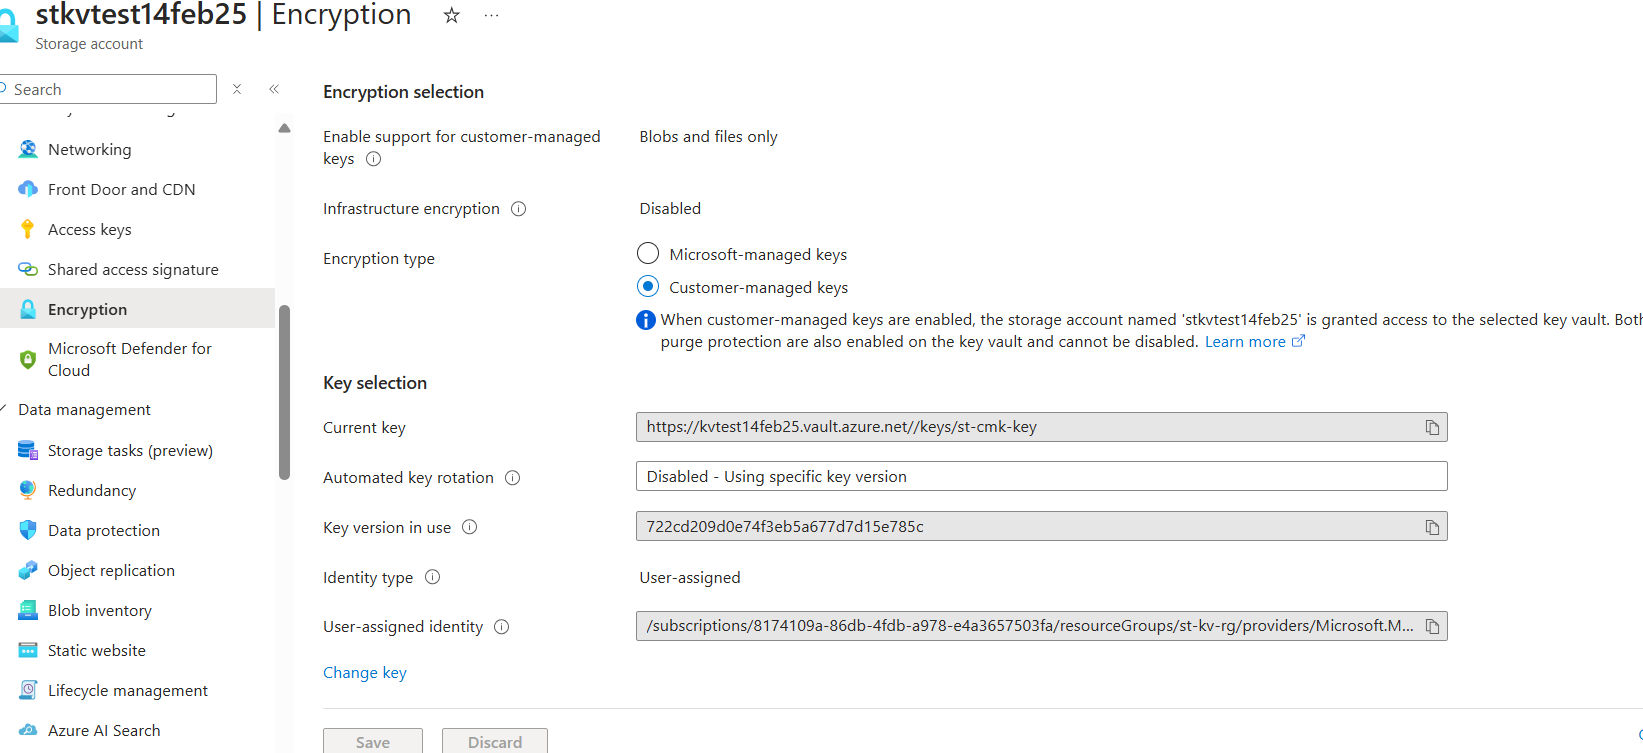 stkvtest14feb25 | Encryption
Storage account
Search
Networking
Front Door and CDN
Access keys
Shared access signature
Encryption
Microsoft Defender for
Cloud
Data management
Storage tasks (preview)
Redundancy
Data protection
Object replication
Blob inventory
Static website
Lifecycle management
Azure AI Search
Encryption selection
Enable support for customer-managed
keys
Blobs and files only
Infrastructure encryption
Disabled
Encryption type
Microsoft-managed keys
Customer-managed keys
When customer-managed keys are enabled, the storage account named 'stkvtest14feb25' is granted access to the selected key vault. Both
purge protection are also enabled on the key vault and cannot be disabled. Learn more
Key selection
Current key
https://kvtest14feb25.vault.azure.net//keys/st-cmk-key
Automated key rotation
Disabled - Using specific key version
Key version in use
722cd209d0e74f3eb5a677d7d15e785c
Identity type
User-assigned
User-assigned identity
/subscriptions/8174109a-86db-4fdb-a978-e4a3657503fa/resourceGroups/st-kv-rg/providers/Microsoft.M...
Change key
Save
Discard